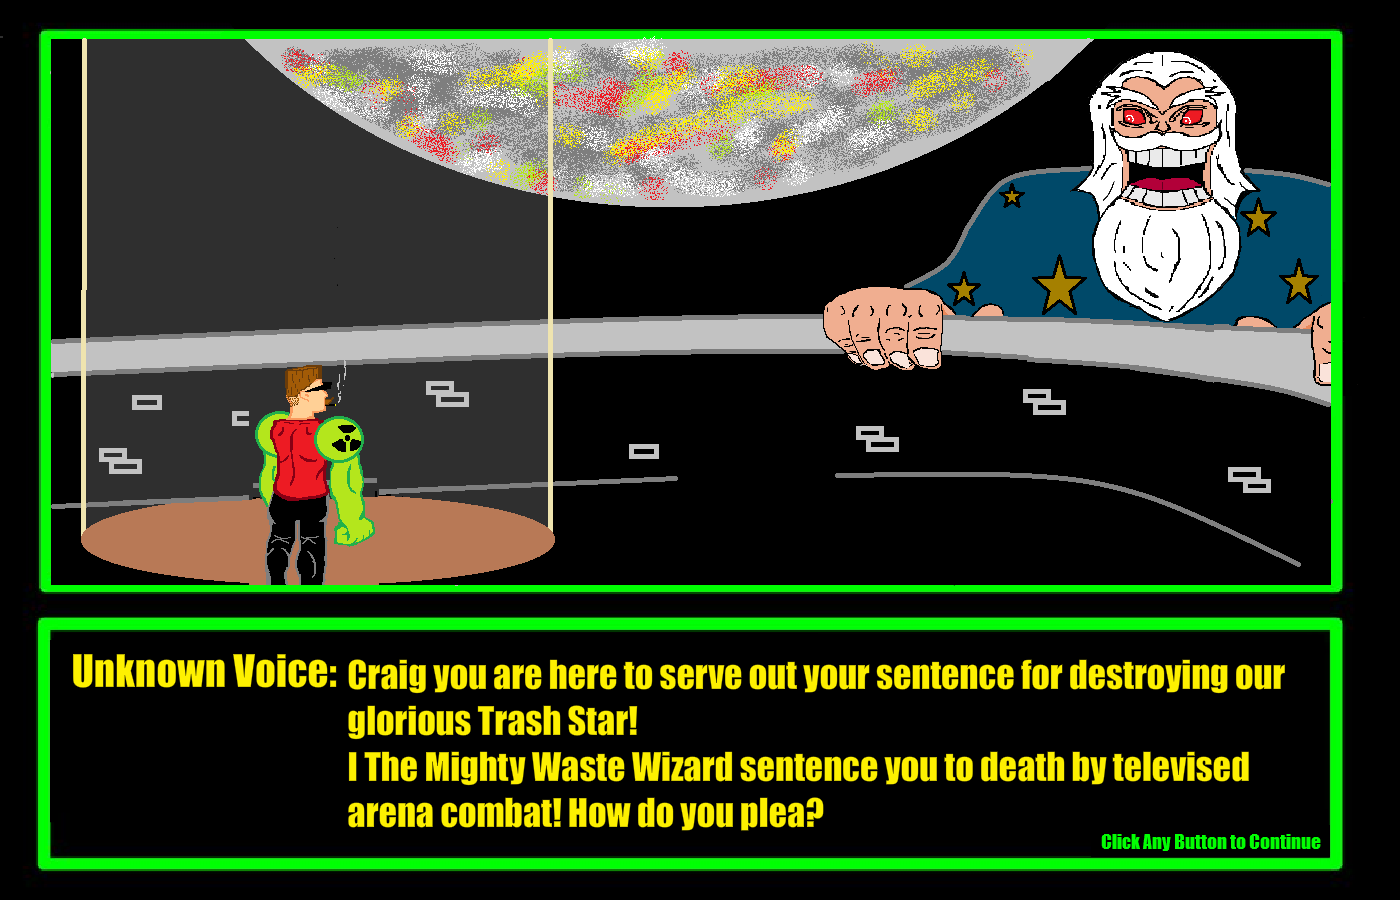 Unknown Voice: Craig you are here to serve out your sentence for destroying our
glorious Trash Star!
I The Mighty Waste Wizard sentence you to death by televised
arena combat! How do you plea?
Click Any Button to Continue